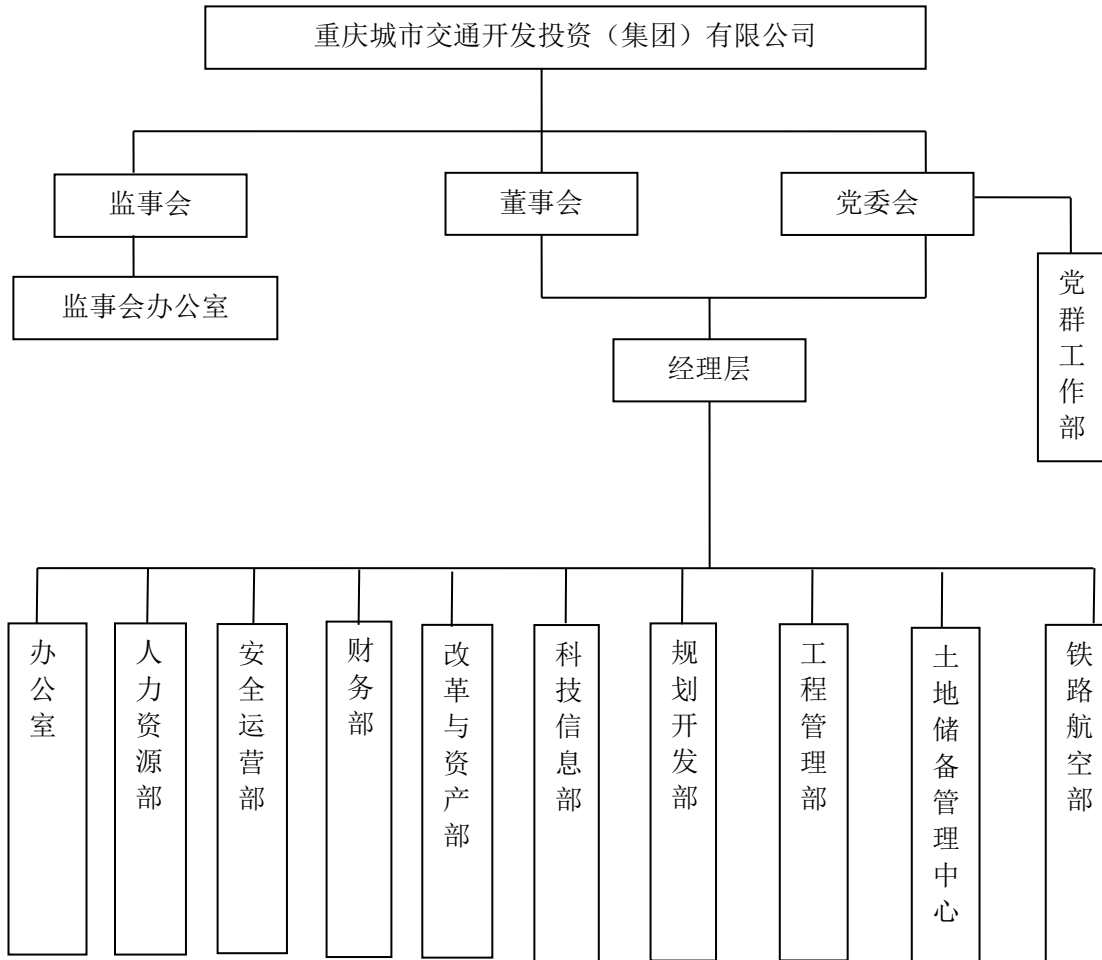 重庆城市交通开发投资（集团）有限公司
监事会
董事会
党委会
监事会办公室
党群工作部
经理层
办公室
人力资源部
安全运营部
财务部
改革与资产部
科技信息部
规划开发部
工程管理部
土地储备管理中心
铁路航空部